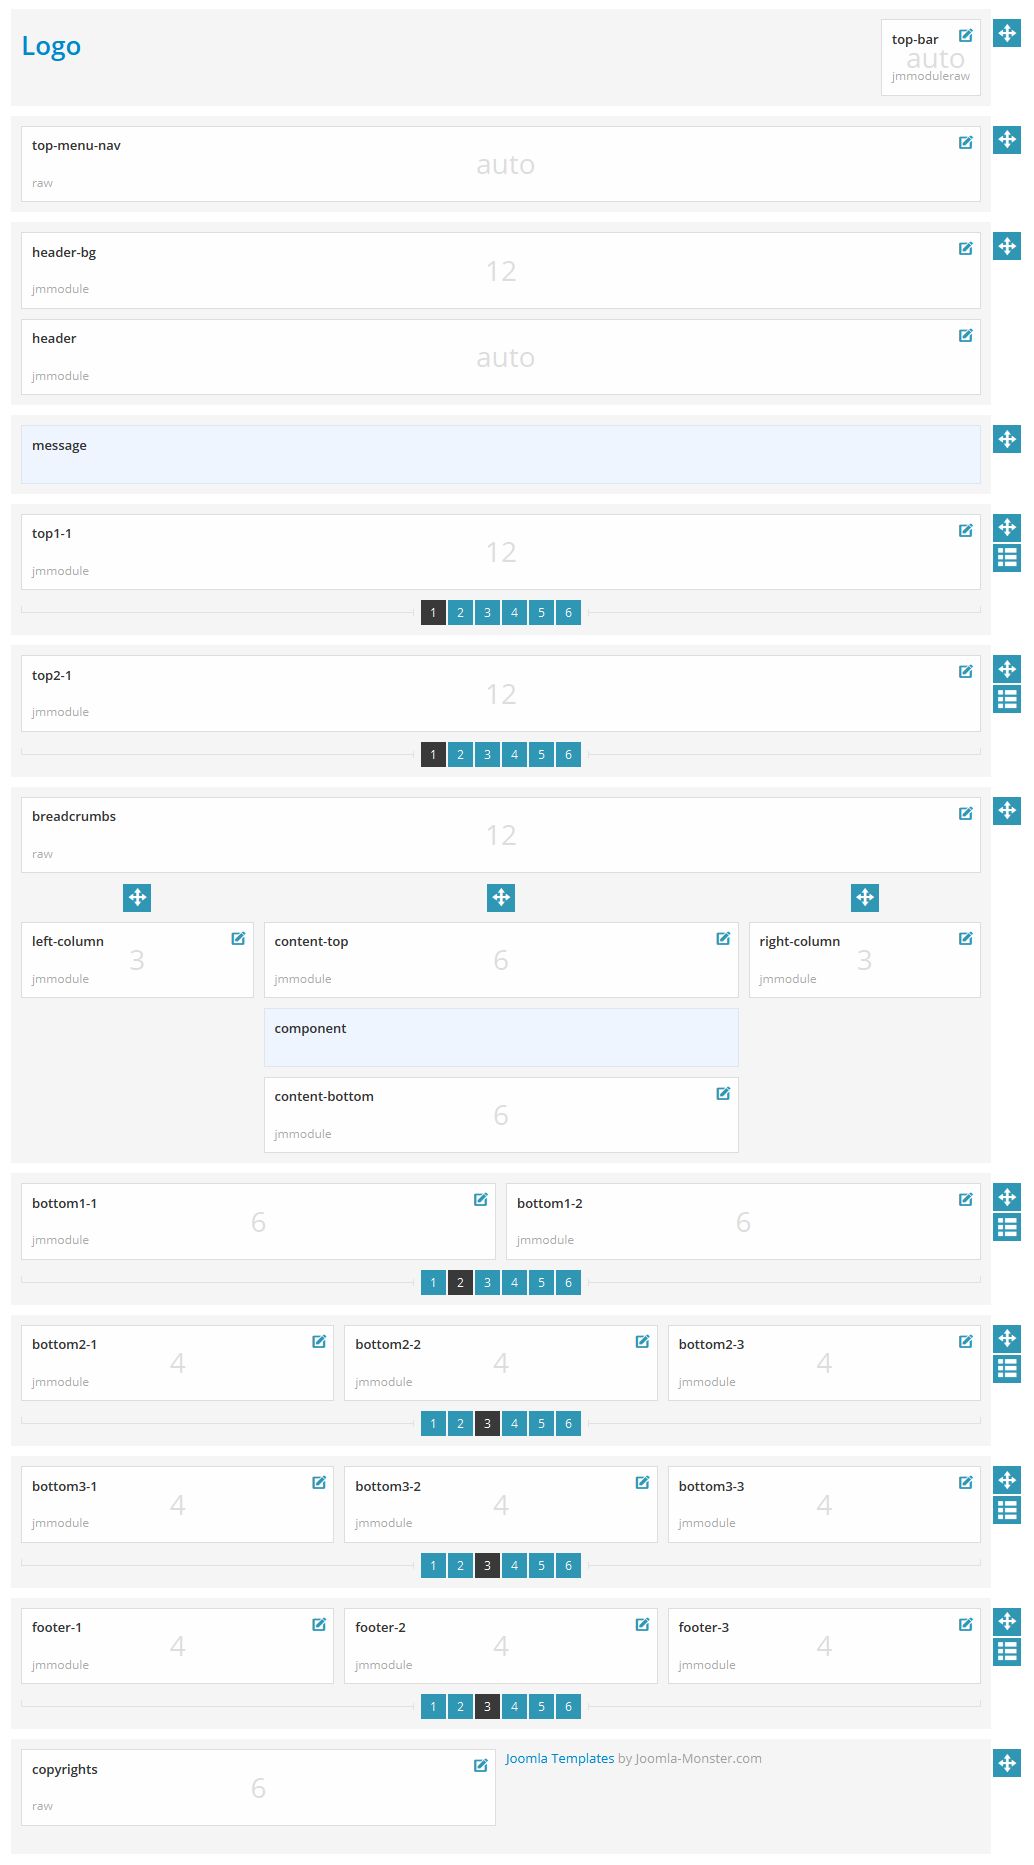 Logo
top-bar
auto
jmmoduleraw
top-menu-nav
auto
raw
header-bg
12
jmmodule
header
auto
jmmodule
message
top1-1
12
jmmodule
1 2 3 4 5 6
top2-1
12
jmmodule
1 2 3 4 5 6
breadcrumbs
12
raw
left-column content-top right-column
3 6 3
jmmodule jmmodule jmmodule
component
content-bottom
6
jmmodule
bottom1-1 bottom1-2
6 6
jmmodule jmmodule
1 2 3 4 5 6
bottom2-1 bottom2-2 bottom2-3
4 4 4
jmmodule jmmodule jmmodule
1 2 3 4 5 6
bottom3-1 bottom3-2 bottom3-3
4 4 4
jmmodule jmmodule jmmodule
1 2 3 4 5 6
footer-1 footer-2 footer-3
4 4 4
jmmodule jmmodule jmmodule
1 2 3 4 5 6
Joomla Templates by Joomla-Monster.com
copyrights
6
raw